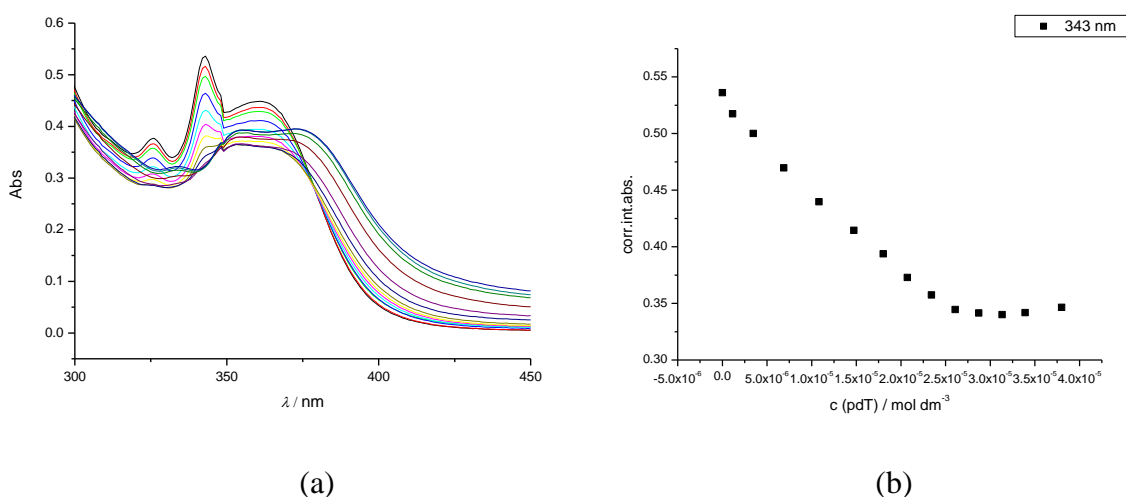 0.6
0.5
0.4
0.3
0.2
0.1
0.0
Abs
300 350 400 450
λ / nm
(a)
343 nm
0.55
0.50
0.45
0.40
0.35
0.30
corr.int.abs.
-5.0x10⁻⁶ 0.0 5.0x10⁻⁶ 1.0x10⁻⁵ 1.5x10⁻⁵ 2.0x10⁻⁵ 2.5x10⁻⁵ 3.0x10⁻⁵ 3.5x10⁻⁵ 4.0x10⁻⁵
c (pdT) / mol dm⁻³
(b)